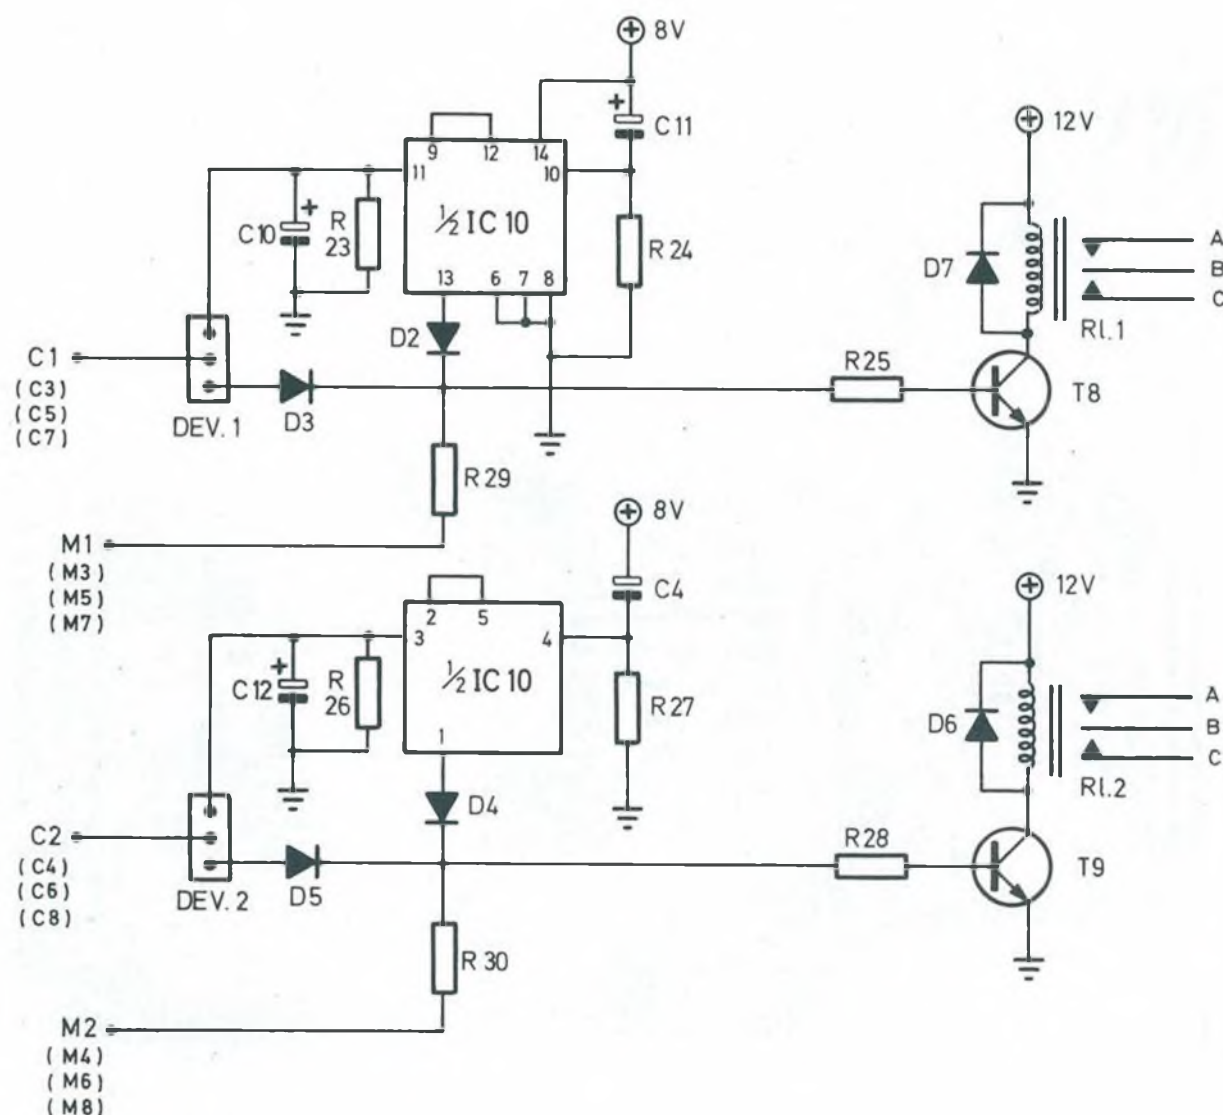 8V
C11
9 12 14
11 10
½ IC 10
C10
R
23
R 24
13 6 7 8
D2
C1
(C3)
(C5)
(C7)
DEV. 1
D3
R25
12V
D7
A
B
C
Rl.1
T8
R 29
M1
(M3)
(M5)
(M7)
8V
C4
2 5
3 4
½ IC 10
C12
R
26
R 27
1
D4
C2
(C4)
(C6)
(C8)
DEV. 2
D5
R28
12V
D6
A
B
C
Rl.2
T9
R 30
M2
(M4)
(M6)
(M8)